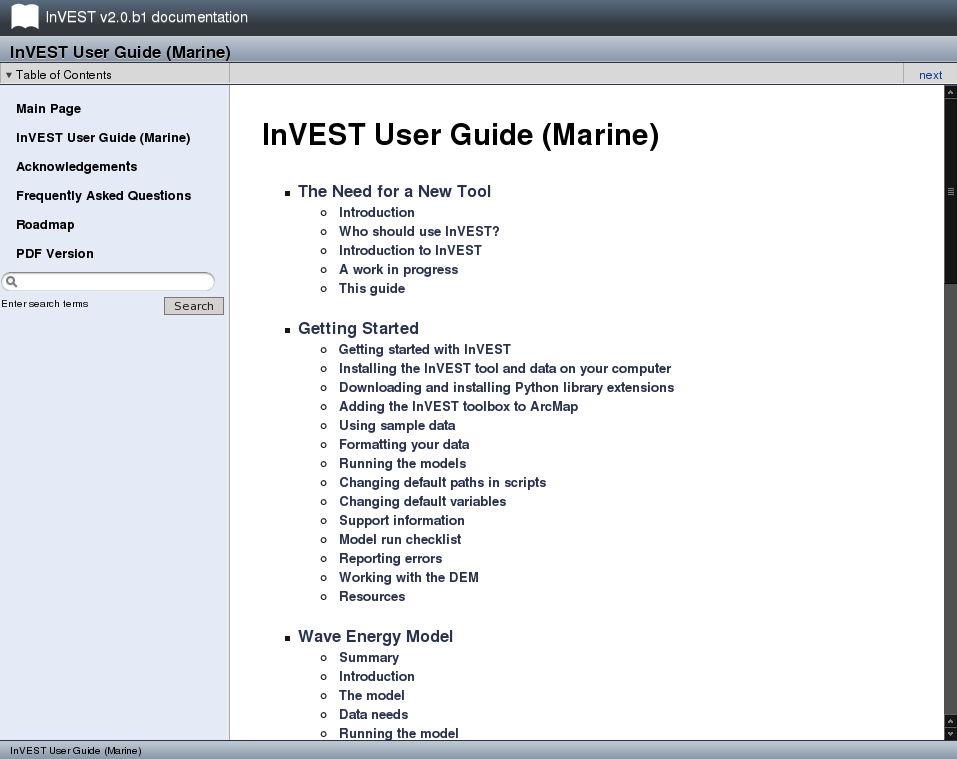 InVEST v2.0.b1 documentation
InVEST User Guide (Marine)
Table of Contents
next
Main Page
InVEST User Guide (Marine)
Acknowledgements
Frequently Asked Questions
Roadmap
PDF Version
Enter search terms
Search
InVEST User Guide (Marine)
The Need for a New Tool
Introduction
Who should use InVEST?
Introduction to InVEST
A work in progress
This guide
Getting Started
Getting started with InVEST
Installing the InVEST tool and data on your computer
Downloading and installing Python library extensions
Adding the InVEST toolbox to ArcMap
Using sample data
Formatting your data
Running the models
Changing default paths in scripts
Changing default variables
Support information
Model run checklist
Reporting errors
Working with the DEM
Resources
Wave Energy Model
Summary
Introduction
The model
Data needs
Running the model
InVEST User Guide (Marine)